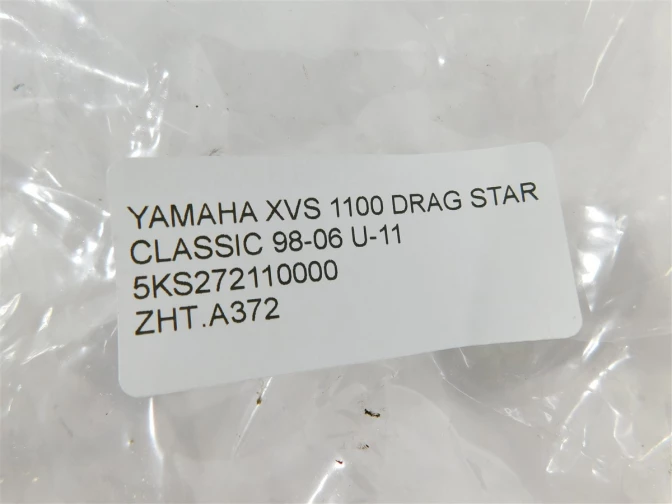 YAMAHA XVS 1100 DRAG STAR
CLASSIC 98-06 U-11
5KS272110000
ZHT.A372